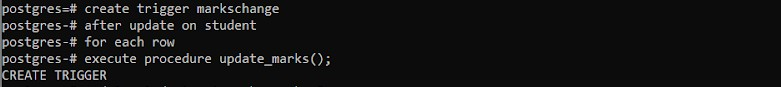 postgres=# create trigger markschange
postgres-# after update on student
postgres-# for each row
postgres-# execute procedure update_marks();
CREATE TRIGGER